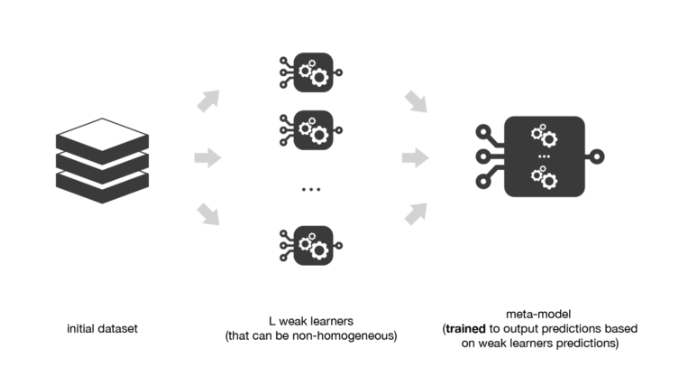 ...
...
initial dataset
L weak learners
(that can be non-homogeneous)
meta-model
(trained to output predictions based
on weak learners predictions)